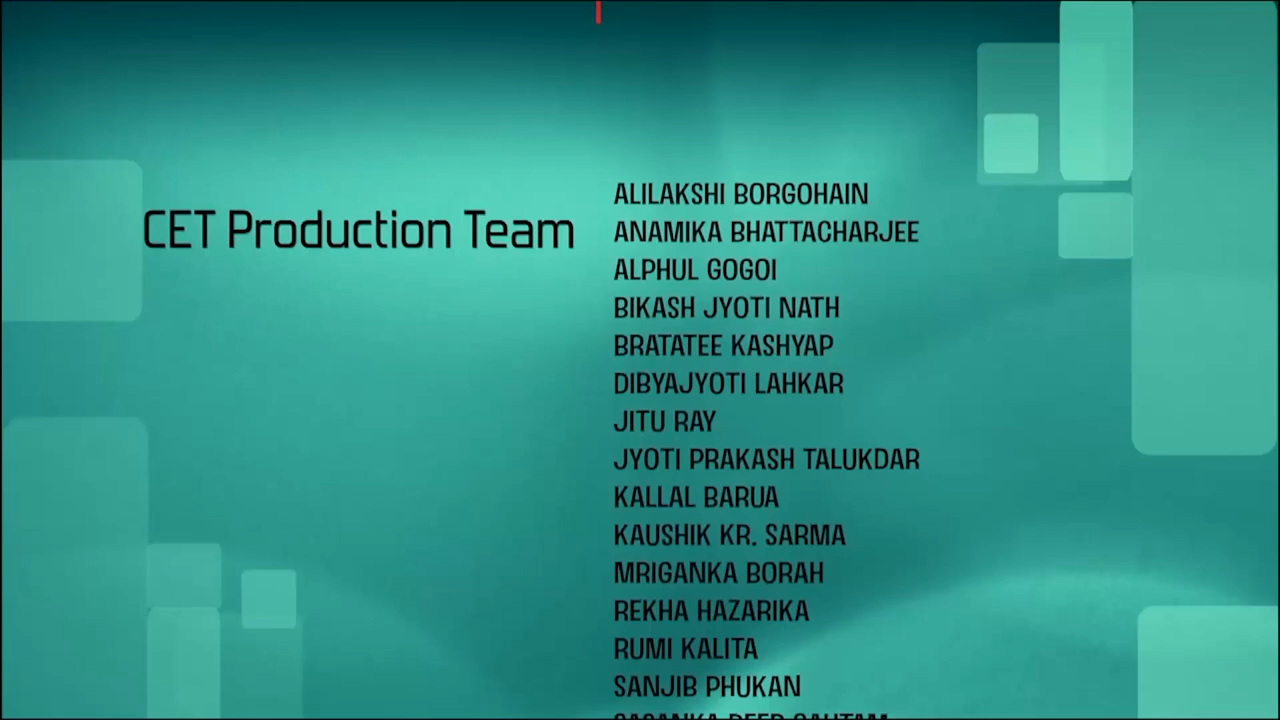 CET Production Team
ALILAKSHI BORGOHAIN
ANAMIKA BHATTACHARJEE
ALPHUL GOGOI
BIKASH JYOTI NATH
BRATATEE KASHYAP
DIBYAJYOTI LAHKAR
JITU RAY
JYOTI PRAKASH TALUKDAR
KALLAL BARUA
KAUSHIK KR. SARMA
MRIGANKA BORAH
REKHA HAZARIKA
RUMI KALITA
SANJIB PHUKAN